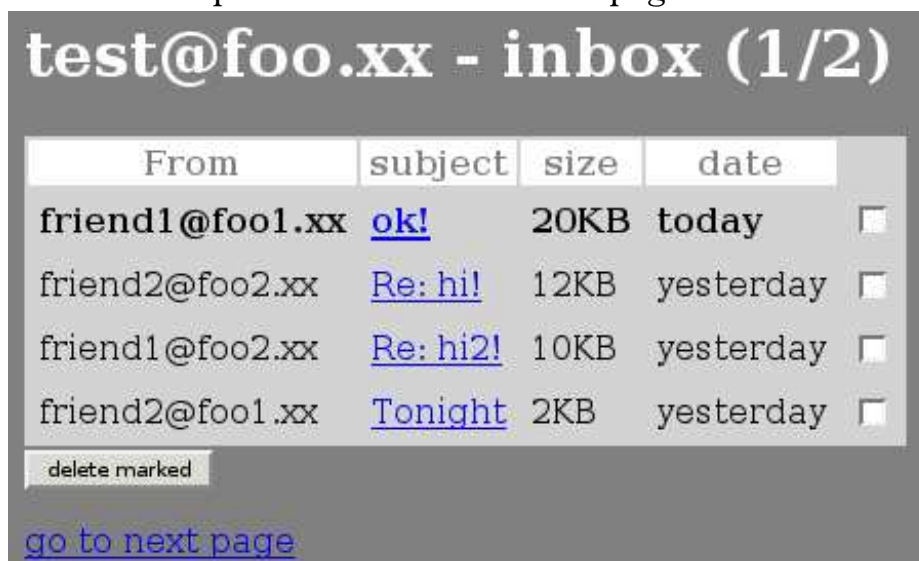 test@foo.xx - inbox (1/2)
From subject size date
friend1@foo1.xx ok! 20KB today
friend2@foo2.xx Re: hi! 12KB yesterday
friend1@foo2.xx Re: hi2! 10KB yesterday
friend2@foo1.xx Tonight 2KB yesterday
delete marked
go to next page